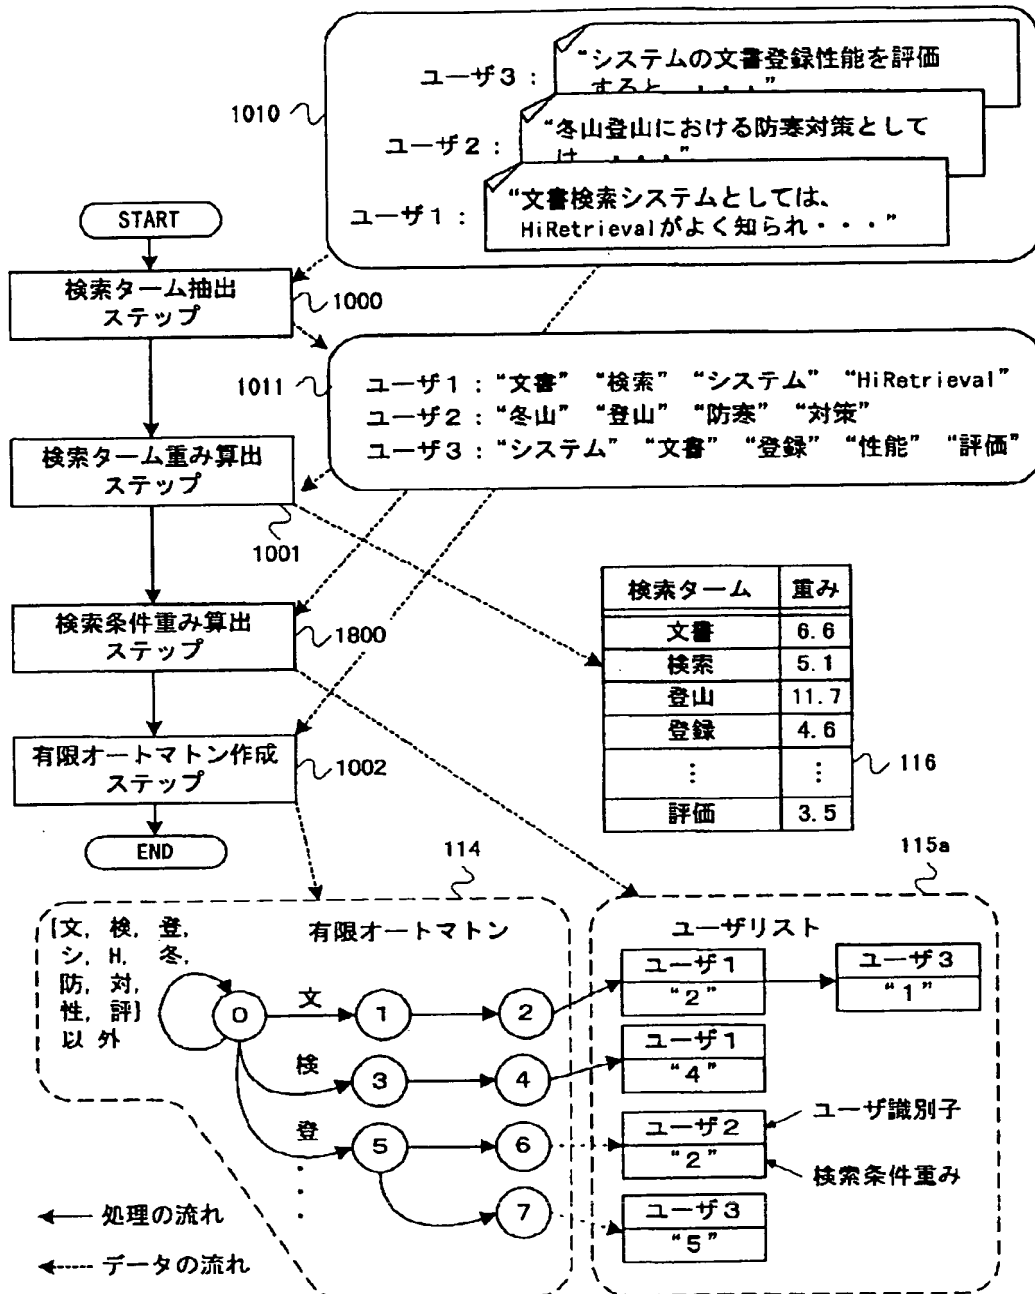 ユーザ3：
“システムの文書登録性能を評価
すると、・・・”
1010
ユーザ2：
“冬山登山における防寒対策として
は、・・・”
ユーザ1：
“文書検索システムとしては、
HiRetrievalがよく知られ・・・”
START
検索ターム抽出
ステップ
1000
1011
ユーザ1：“文書” “検索” “システム” “HiRetrieval”
ユーザ2：“冬山” “登山” “防寒” “対策”
ユーザ3：“システム” “文書” “登録” “性能” “評価”
検索ターム重み算出
ステップ
1001
検索条件重み算出
ステップ
1800
有限オートマトン作成
ステップ
1002
END
検索ターム 重み
文書 6.6
検索 5.1
登山 11.7
登録 4.6
⋮ ⋮
評価 3.5
116
114
115a
[文, 検, 登,
シ, H, 冬,
防, 対,
性, 評]
以外
有限オートマトン
0 文 1 2
検 3 4
登 5 6
7
ユーザリスト
ユーザ1
“2”
ユーザ3
“1”
ユーザ1
“4”
ユーザ2
“2”
ユーザ識別子
検索条件重み
ユーザ3
“5”
処理の流れ
データの流れ